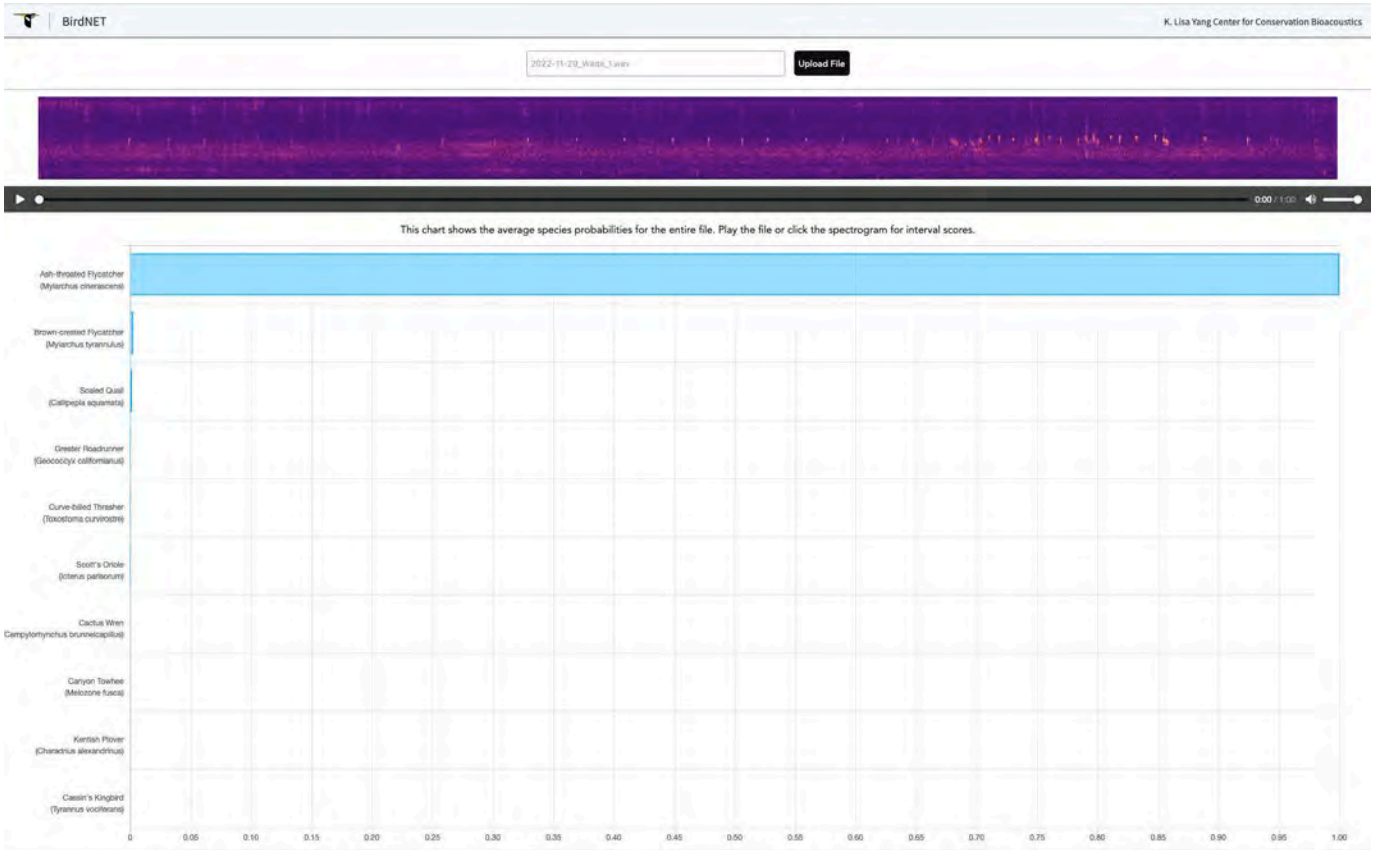 BirdNET
K. Lisa Yang Center for Conservation Bioacoustics
Upload File
0:00 / 1:00
This chart shows the average species probabilities for the entire file. Play the file or click the spectrogram for interval scores.
Ash-throated Flycatcher
(Myiarchus cinerascens)
Brown-crested Flycatcher
(Myiarchus tyrannulus)
Scaled Quail
(Callipepla squamata)
Greater Roadrunner
(Geococcyx californianus)
Curve-billed Thrasher
(Toxostoma curvirostre)
Scott's Oriole
(Icterus parisorum)
Cactus Wren
Campylorhynchus brunneicapillus)
Canyon Towhee
(Melozone fusca)
Kentish Plover
(Charadrius alexandrinus)
Cassin's Kingbird
(Tyrannus vociferans)
0 0.05 0.10 0.15 0.20 0.25 0.30 0.35 0.40 0.45 0.50 0.55 0.60 0.65 0.70 0.75 0.80 0.85 0.90 0.95 1.00